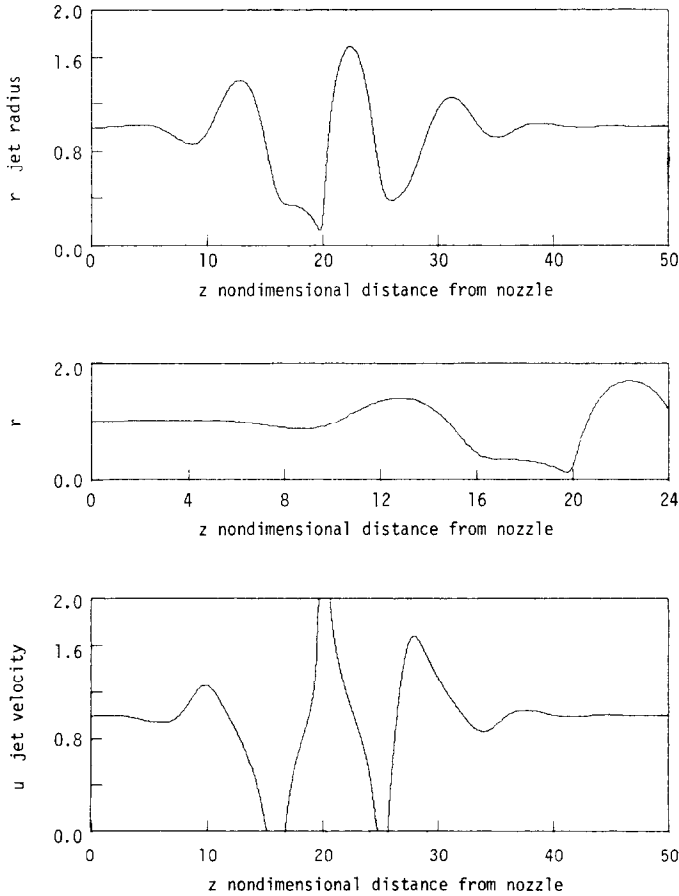 2.0
1.6
0.8
0.0
r jet radius
0 10 20 30 40 50
z nondimensional distance from nozzle
2.0
0.0
r
0 4 8 12 16 20 24
z nondimensional distance from nozzle
2.0
1.6
0.8
0.0
u jet velocity
0 10 20 30 40 50
z nondimensional distance from nozzle